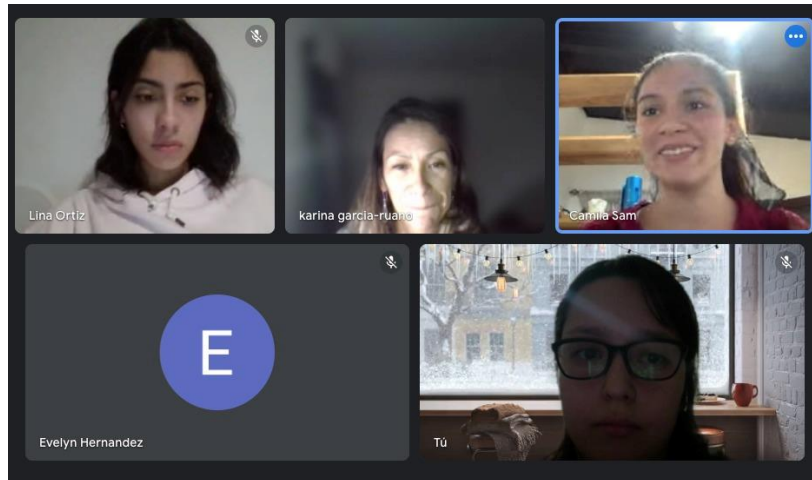 Lina Ortiz
karina garcia-ruano
Camila Sam
E
Evelyn Hernandez
Tú